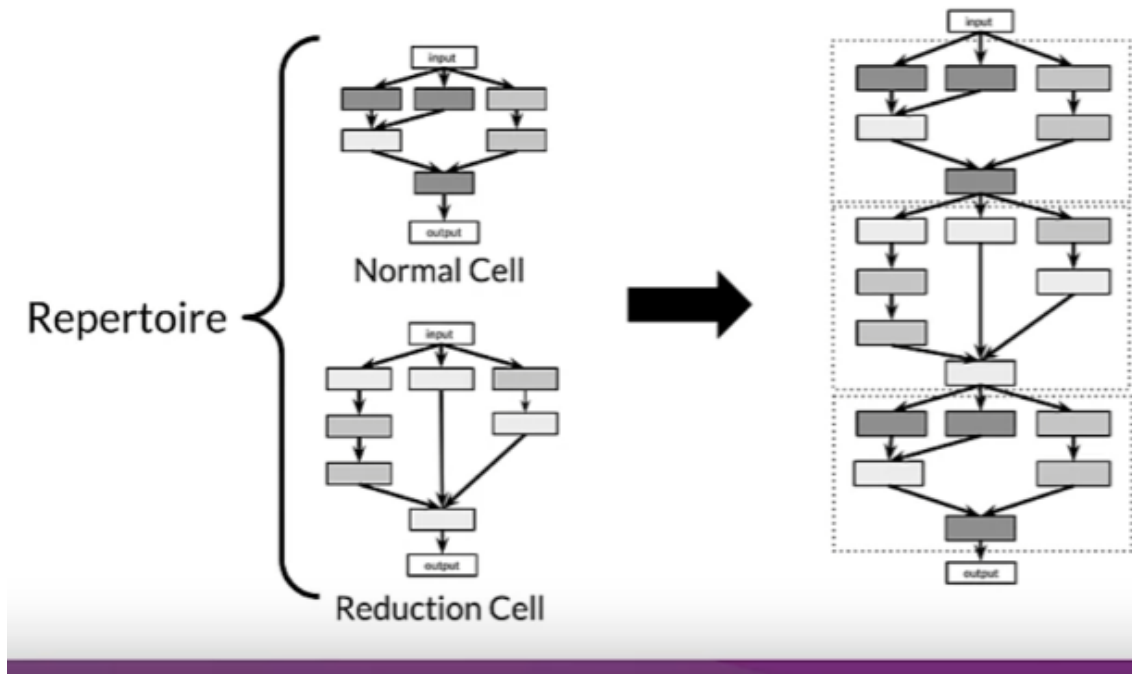 Repertoire
input
output
Normal Cell
input
output
Reduction Cell
input
output